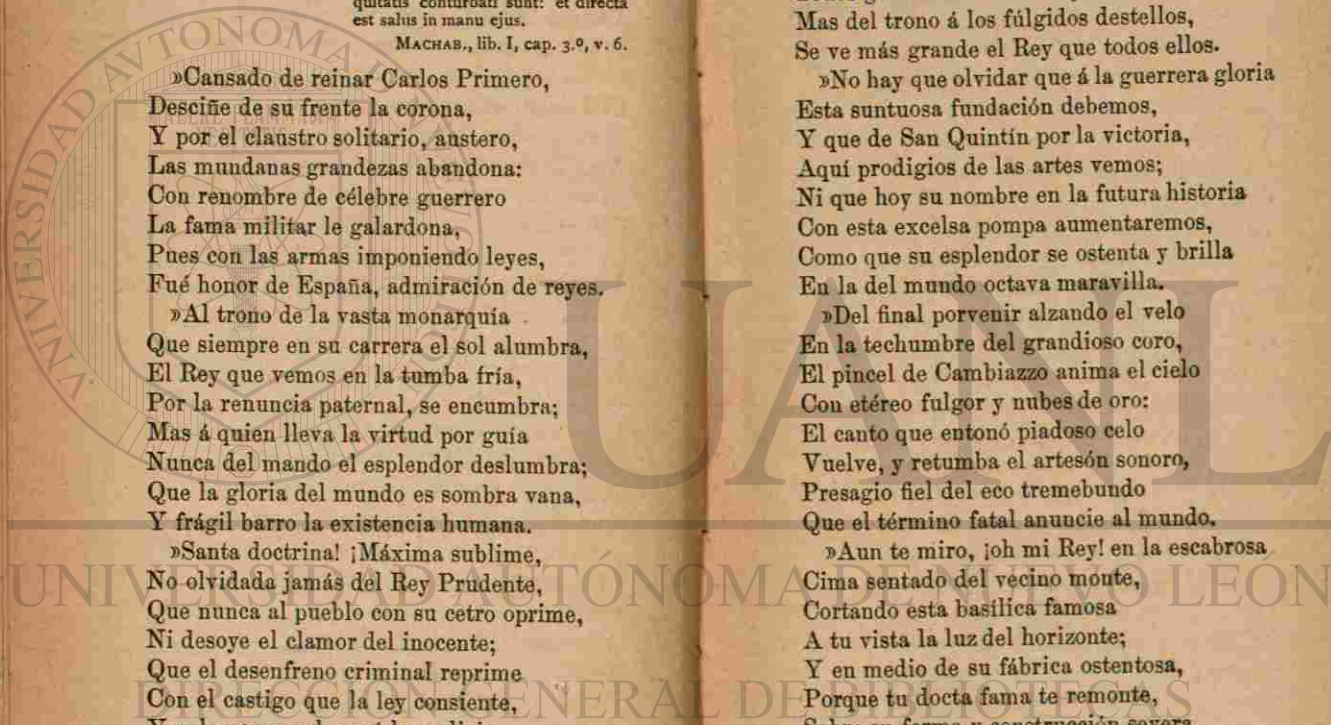 quitatis conturbati sunt: et directa
est salus in manu ejus.
MACHAB., lib. I, cap. 3.º, v. 6.
»Cansado de reinar Carlos Primero,
Desciñe de su frente la corona,
Y por el claustro solitario, austero,
Las mundanas grandezas abandona:
Con renombre de célebre guerrero
La fama militar le galardona,
Pues con las armas imponiendo leyes,
Fué honor de España, admiración de reyes.
»Al trono de la vasta monarquía
Que siempre en su carrera el sol alumbra,
El Rey que vemos en la tumba fría,
Por la renuncia paternal, se encumbra;
Mas á quien lleva la virtud por guía
Nunca del mando el esplendor deslumbra;
Que la gloria del mundo es sombra vana,
Y frágil barro la existencia humana.
»Santa doctrina! ¡Máxima sublime,
No olvidada jamás del Rey Prudente,
Que nunca al pueblo con su cetro oprime,
Ni desoye el clamor del inocente;
Que el desenfreno criminal reprime
Con el castigo que la ley consiente,
Mas del trono á los fúlgidos destellos,
Se ve más grande el Rey que todos ellos.
»No hay que olvidar que á la guerrera gloria
Esta suntuosa fundación debemos,
Y que de San Quintín por la victoria,
Aquí prodigios de las artes vemos;
Ni que hoy su nombre en la futura historia
Con esta excelsa pompa aumentaremos,
Como que su esplendor se ostenta y brilla
En la del mundo octava maravilla.
»Del final porvenir alzando el velo
En la techumbre del grandioso coro,
El pincel de Cambiazzo anima el cielo
Con etéreo fulgor y nubes de oro:
El canto que entonó piadoso celo
Vuelve, y retumba el artesón sonoro,
Presagio fiel del eco tremebundo
Que el término fatal anuncie al mundo.
»Aun te miro, ¡oh mi Rey! en la escabrosa
Cima sentado del vecino monte,
Cortando esta basílica famosa
A tu vista la luz del horizonte;
Y en medio de su fábrica ostentosa,
Porque tu docta fama te remonte,
UNIVERSIDAD AUTÓNOMA DE NUEVO LEÓN
UANL
DIRECCIÓN GENERAL DE BIBLIOTECAS